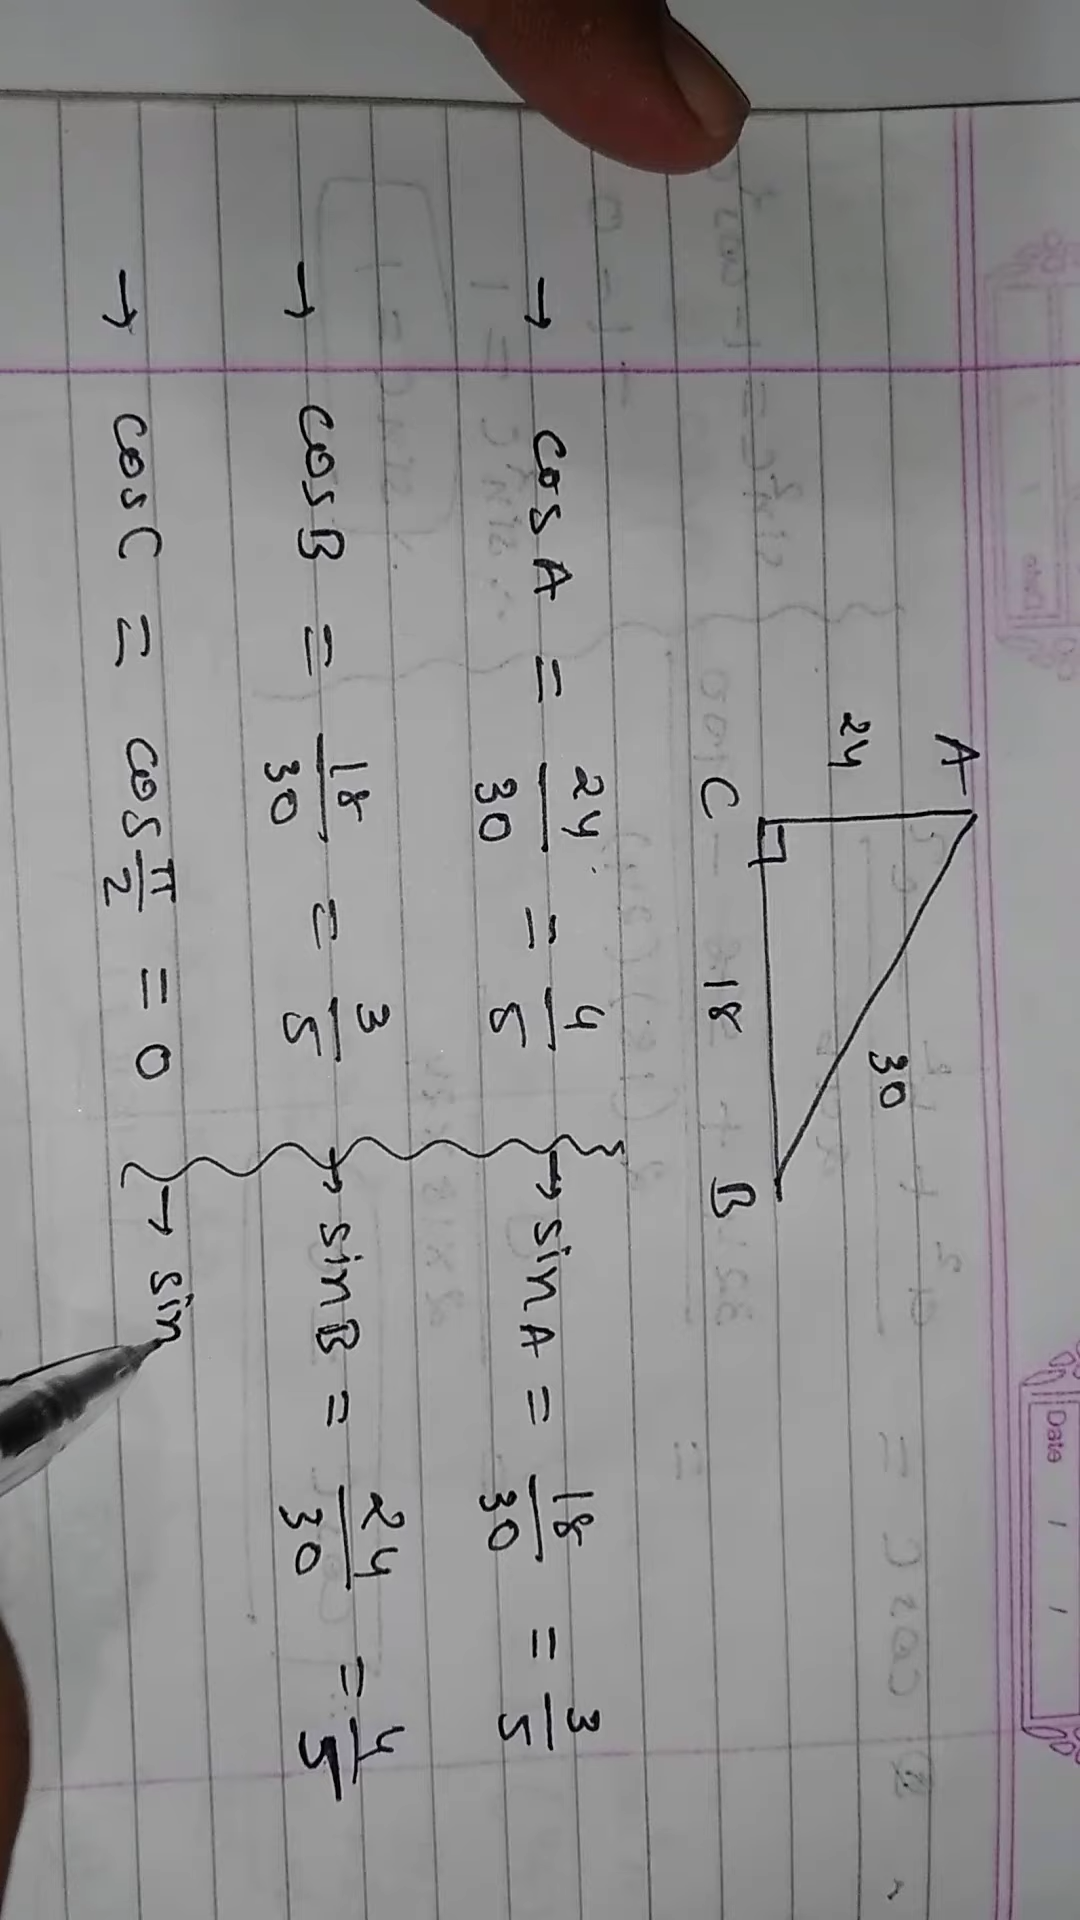 Date / /
A
24
30
C 18 B
→ cos A = 24/30 = 4/5 → sin A = 18/30 = 3/5
→ cos B = 18/30 = 3/5 → sin B = 24/30 = 4/5
→ cos C = cos π/2 = 0 → sin